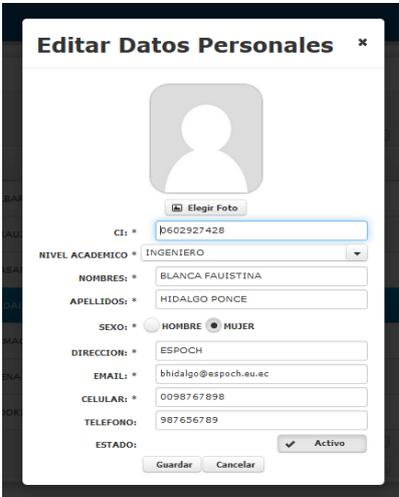 Editar Datos Personales ×
Elegir Foto
CI: * 0602927428
NIVEL ACADEMICO * INGENIERO
NOMBRES: * BLANCA FAUISTINA
APELLIDOS: * HIDALGO PONCE
SEXO: * HOMBRE MUJER
DIRECCION: * ESPOCH
EMAIL: * bhidalgo@espoch.eu.ec
CELULAR: * 0098767898
TELEFONO: 987656789
ESTADO: Activo
Guardar Cancelar